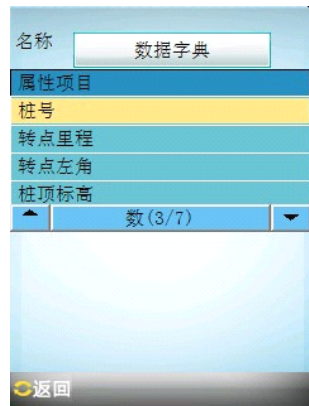 名称 数据字典
属性项目
桩号
转点里程
转点左角
桩顶标高
数(3/7)
返回